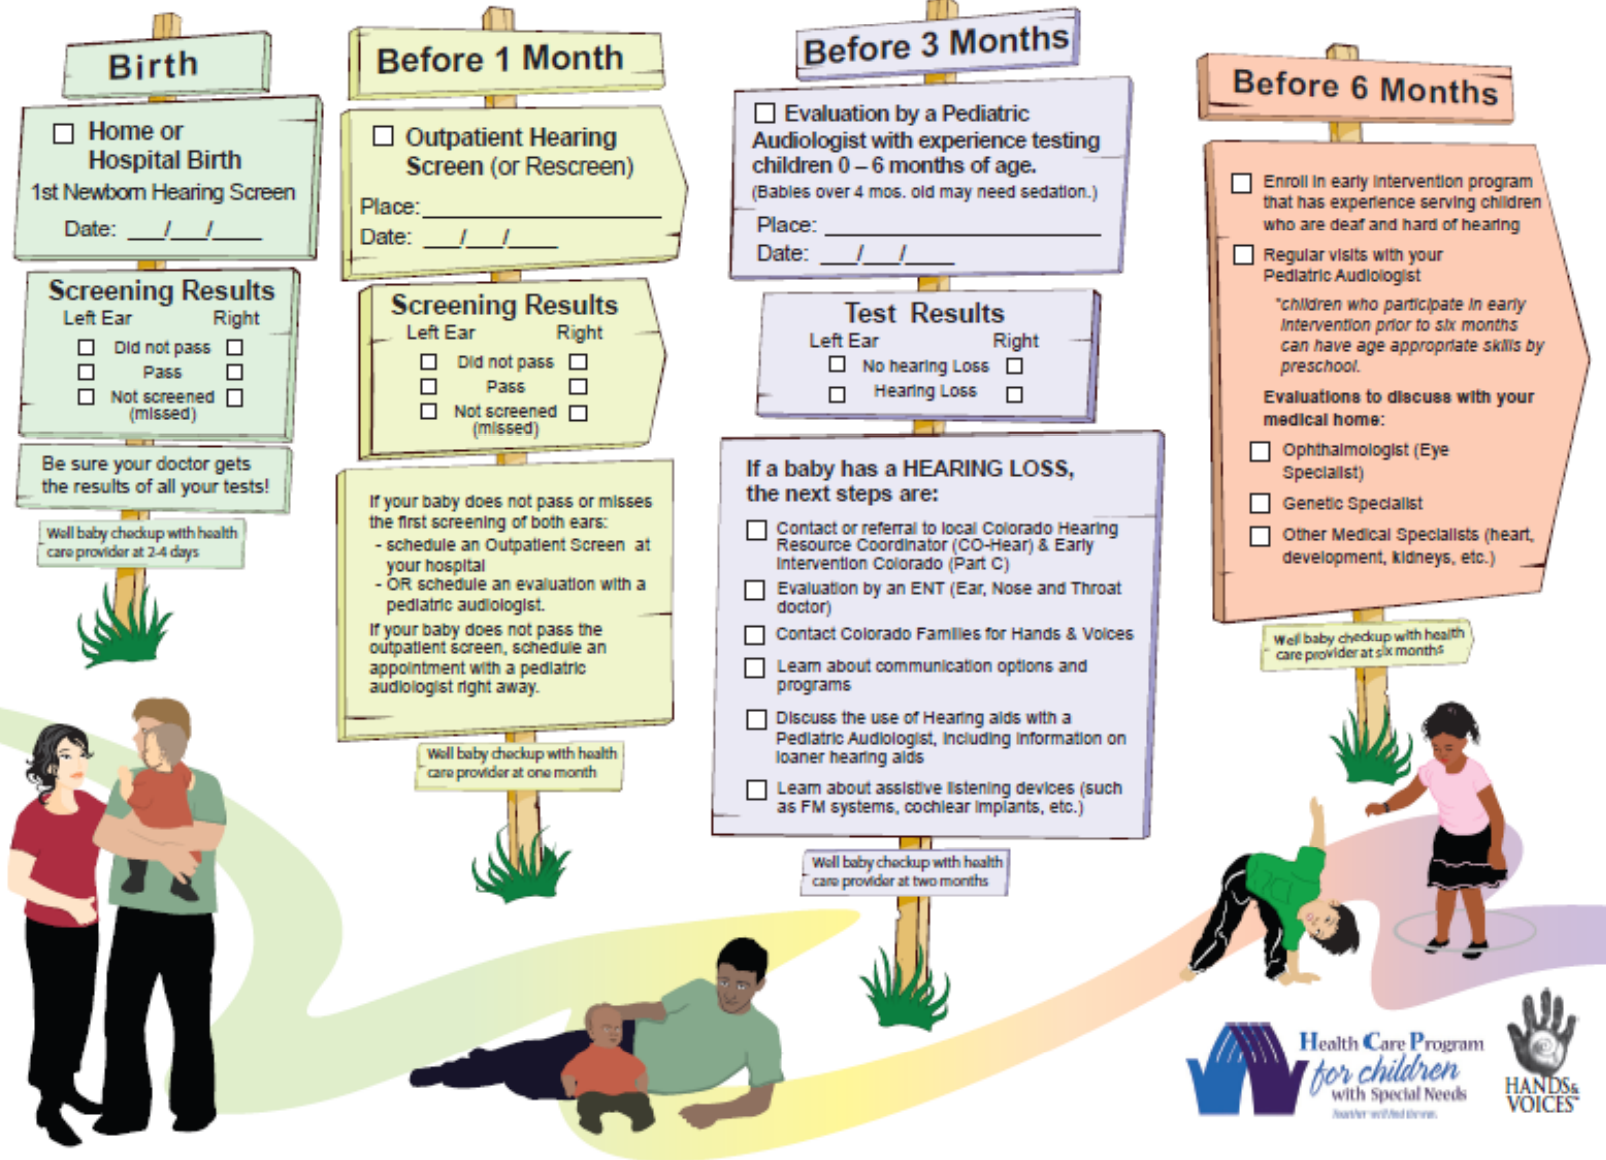 Birth
Home or
Hospital Birth
1st Newborn Hearing Screen
Date: ___/___/____
Screening Results
Left Ear Right
Did not pass
Pass
Not screened
(missed)
Be sure your doctor gets
the results of all your tests!
Well baby checkup with health
care provider at 2-4 days
Before 1 Month
Outpatient Hearing
Screen (or Rescreen)
Place:____________________
Date: ___/___/____
Screening Results
Left Ear Right
Did not pass
Pass
Not screened
(missed)
If your baby does not pass or misses
the first screening of both ears:
- schedule an Outpatient Screen at
your hospital
- OR schedule an evaluation with a
pediatric audiologist.
If your baby does not pass the
outpatient screen, schedule an
appointment with a pediatric
audiologist right away.
Well baby checkup with health
care provider at one month
Before 3 Months
Evaluation by a Pediatric
Audiologist with experience testing
children 0 – 6 months of age.
(Babies over 4 mos. old may need sedation.)
Place: _______________________
Date: ___/___/____
Test Results
Left Ear Right
No hearing Loss
Hearing Loss
If a baby has a HEARING LOSS,
the next steps are:
Contact or referral to local Colorado Hearing
Resource Coordinator (CO-Hear) & Early
Intervention Colorado (Part C)
Evaluation by an ENT (Ear, Nose and Throat
doctor)
Contact Colorado Families for Hands & Voices
Learn about communication options and
programs
Discuss the use of Hearing aids with a
Pediatric Audiologist, including information on
loaner hearing aids
Learn about assistive listening devices (such
as FM systems, cochlear implants, etc.)
Well baby checkup with health
care provider at two months
Before 6 Months
Enroll in early intervention program
that has experience serving children
who are deaf and hard of hearing
Regular visits with your
Pediatric Audiologist
*children who participate in early
intervention prior to six months
can have age appropriate skills by
preschool.
Evaluations to discuss with your
medical home:
Ophthalmologist (Eye
Specialist)
Genetic Specialist
Other Medical Specialists (heart,
development, kidneys, etc.)
Well baby checkup with health
care provider at six months
Health Care Program
for children
with Special Needs
HANDS&
VOICES